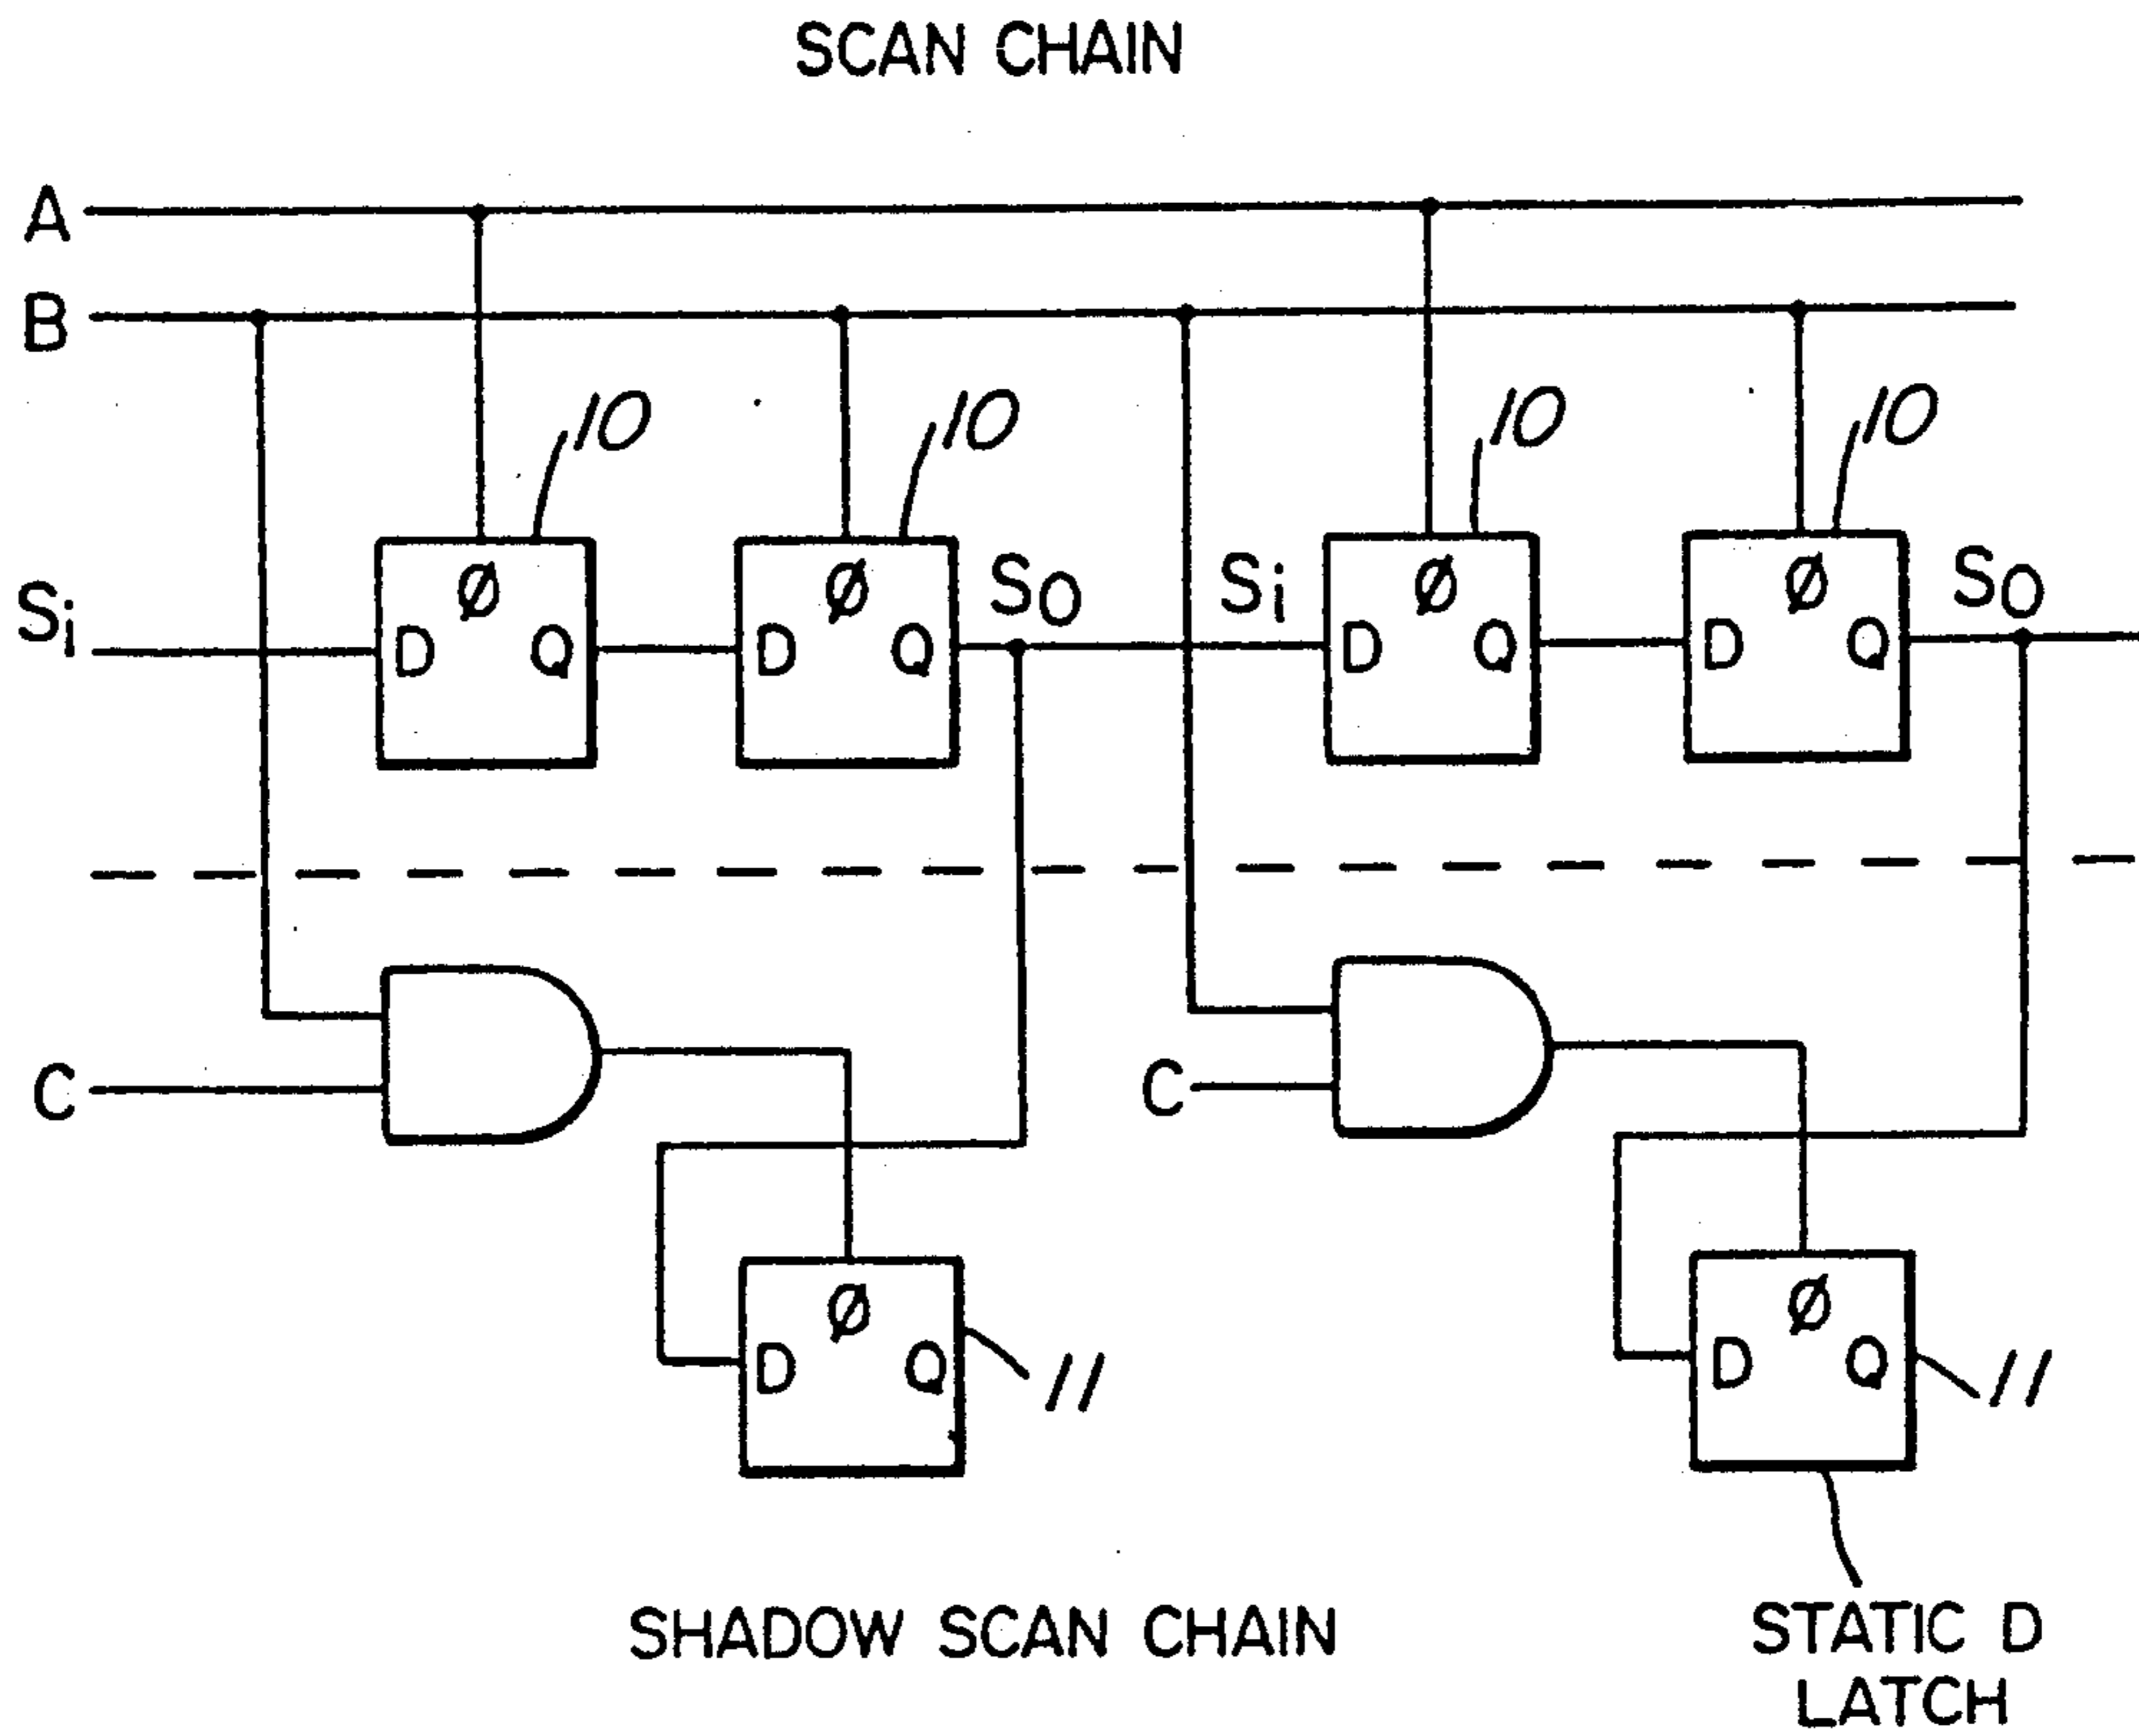 SCAN CHAIN
A
B
10 10 10 10
Si So Si So
Ø Ø Ø Ø
D Q D Q D Q D Q
C C
Ø Ø
D Q 11 D Q 11
SHADOW SCAN CHAIN
STATIC D
LATCH